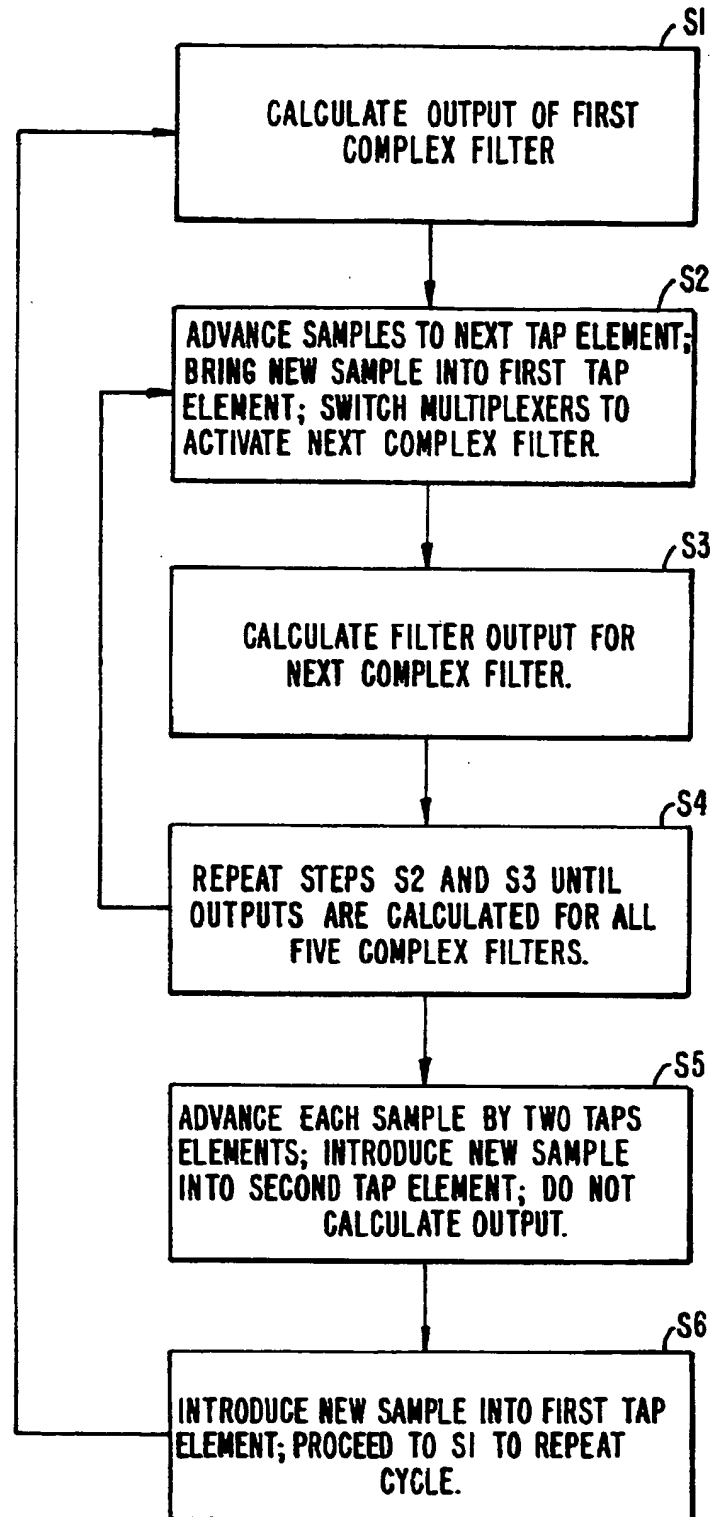 S1
CALCULATE OUTPUT OF FIRST
COMPLEX FILTER
S2
ADVANCE SAMPLES TO NEXT TAP ELEMENT;
BRING NEW SAMPLE INTO FIRST TAP
ELEMENT; SWITCH MULTIPLEXERS TO
ACTIVATE NEXT COMPLEX FILTER.
S3
CALCULATE FILTER OUTPUT FOR
NEXT COMPLEX FILTER.
S4
REPEAT STEPS S2 AND S3 UNTIL
OUTPUTS ARE CALCULATED FOR ALL
FIVE COMPLEX FILTERS.
S5
ADVANCE EACH SAMPLE BY TWO TAPS
ELEMENTS; INTRODUCE NEW SAMPLE
INTO SECOND TAP ELEMENT; DO NOT
CALCULATE OUTPUT.
S6
INTRODUCE NEW SAMPLE INTO FIRST TAP
ELEMENT; PROCEED TO S1 TO REPEAT
CYCLE.